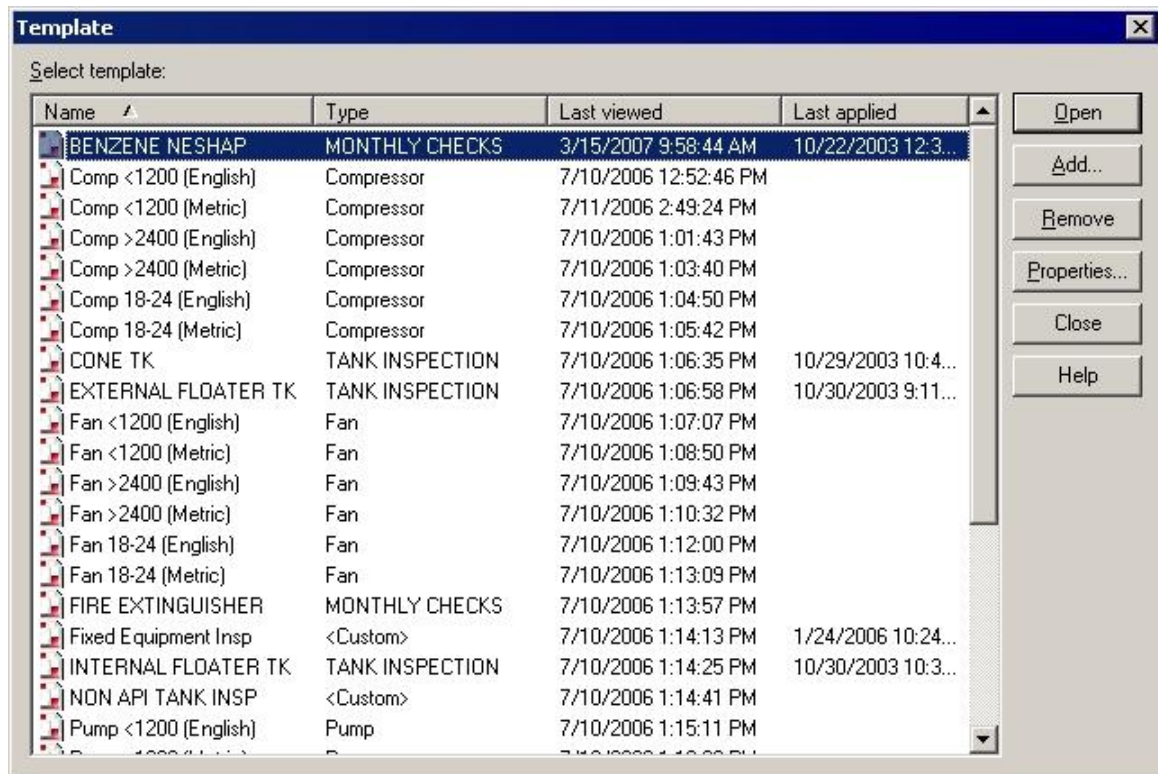 Template
Select template:
Name Type Last viewed Last applied
BENZENE NESHAP MONTHLY CHECKS 3/15/2007 9:58:44 AM 10/22/2003 12:3...
Comp <1200 (English) Compressor 7/10/2006 12:52:46 PM
Comp <1200 (Metric) Compressor 7/11/2006 2:49:24 PM
Comp >2400 (English) Compressor 7/10/2006 1:01:43 PM
Comp >2400 (Metric) Compressor 7/10/2006 1:03:40 PM
Comp 18-24 (English) Compressor 7/10/2006 1:04:50 PM
Comp 18-24 (Metric) Compressor 7/10/2006 1:05:42 PM
CONE TK TANK INSPECTION 7/10/2006 1:06:35 PM 10/29/2003 10:4...
EXTERNAL FLOATER TK TANK INSPECTION 7/10/2006 1:06:58 PM 10/30/2003 9:11...
Fan <1200 (English) Fan 7/10/2006 1:07:07 PM
Fan <1200 (Metric) Fan 7/10/2006 1:08:50 PM
Fan >2400 (English) Fan 7/10/2006 1:09:43 PM
Fan >2400 (Metric) Fan 7/10/2006 1:10:32 PM
Fan 18-24 (English) Fan 7/10/2006 1:12:00 PM
Fan 18-24 (Metric) Fan 7/10/2006 1:13:09 PM
FIRE EXTINGUISHER MONTHLY CHECKS 7/10/2006 1:13:57 PM
Fixed Equipment Insp <Custom> 7/10/2006 1:14:13 PM 1/24/2006 10:24...
INTERNAL FLOATER TK TANK INSPECTION 7/10/2006 1:14:25 PM 10/30/2003 10:3...
NON API TANK INSP <Custom> 7/10/2006 1:14:41 PM
Pump <1200 (English) Pump 7/10/2006 1:15:11 PM
Open
Add...
Remove
Properties...
Close
Help